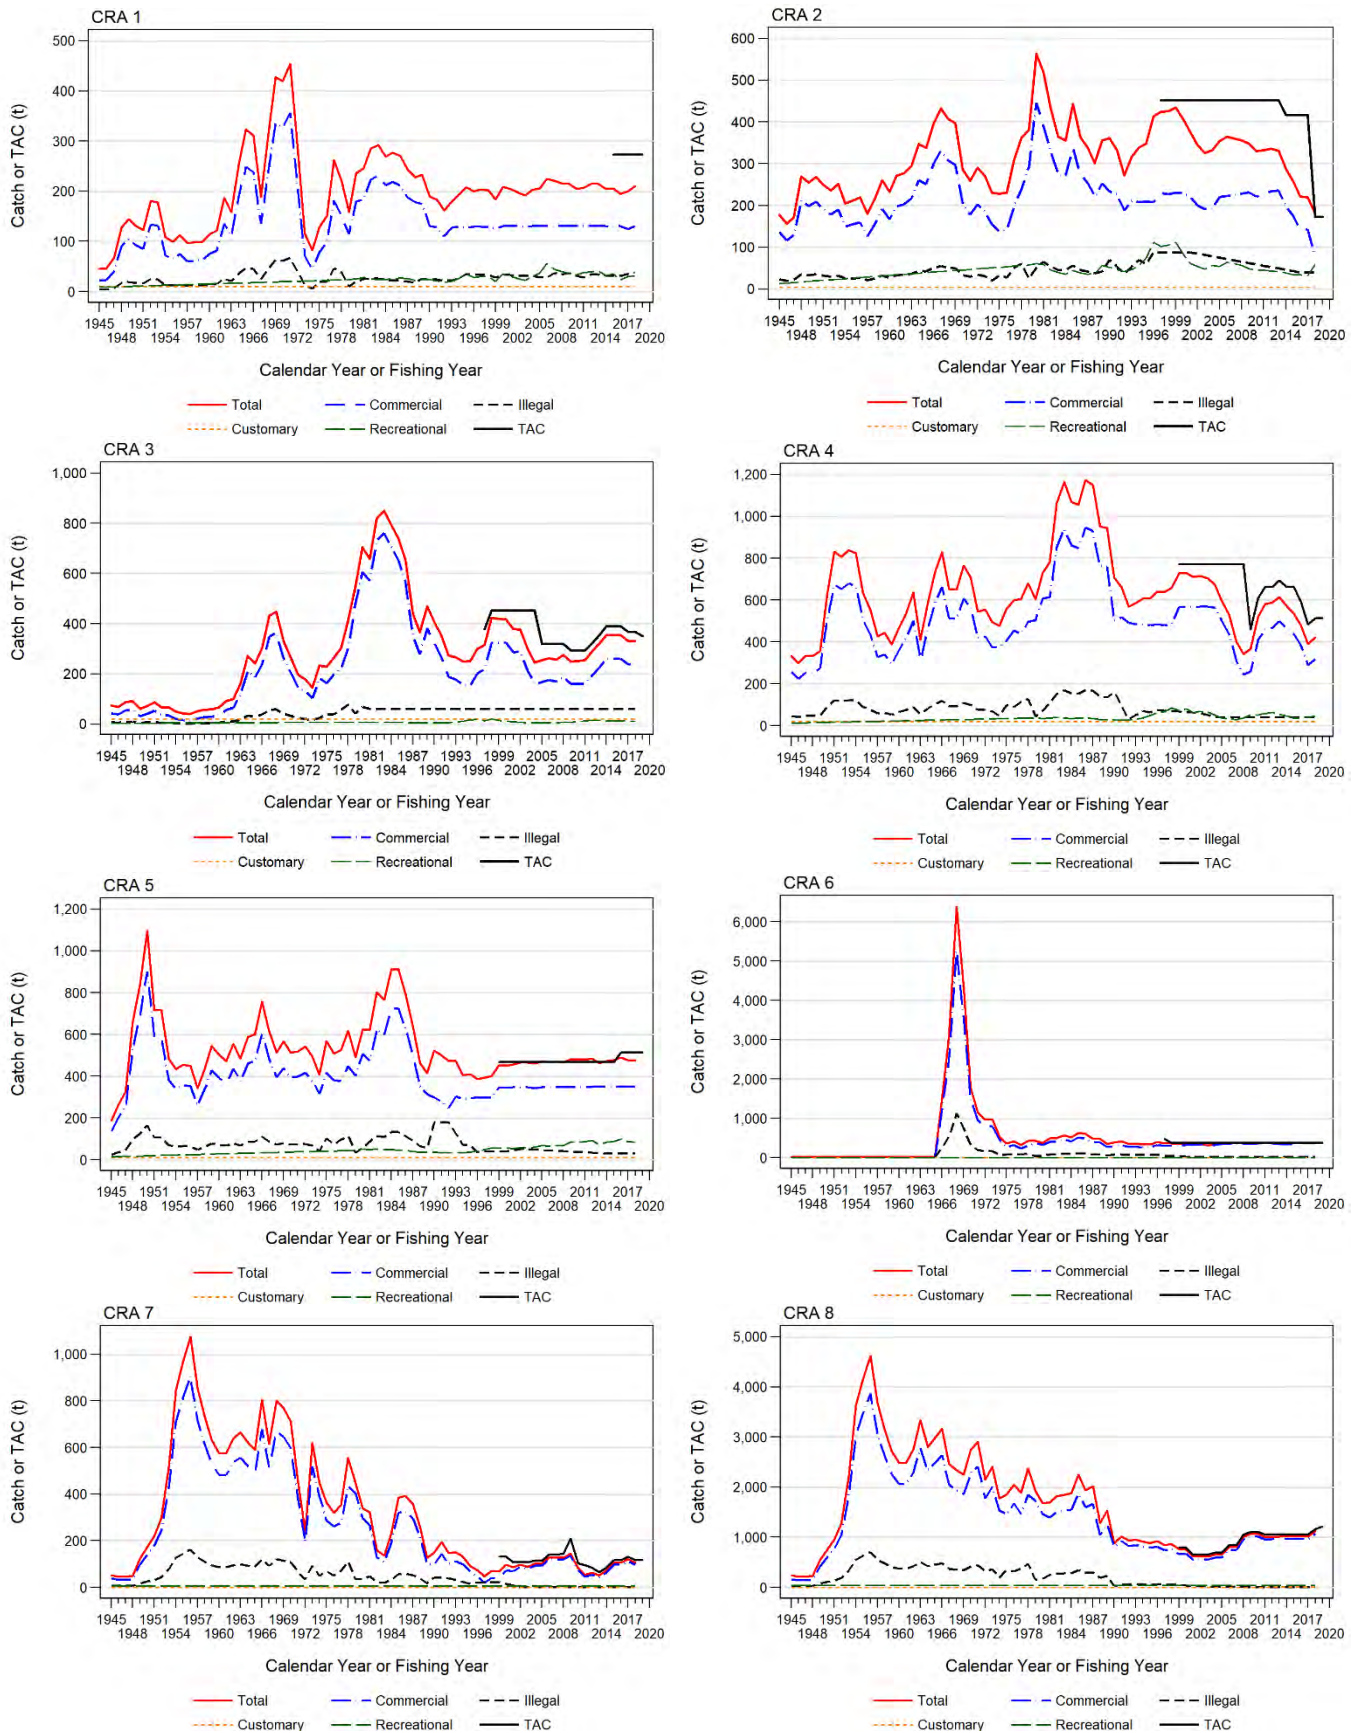 CRA 1
Catch or TAC (t)
500
400
300
200
100
0
1945 1951 1957 1963 1969 1975 1981 1987 1993 1999 2005 2011 2017
1948 1954 1960 1966 1972 1978 1984 1990 1996 2002 2008 2014 2020
Calendar Year or Fishing Year
Total Commercial Illegal
Customary Recreational TAC
CRA 2
Catch or TAC (t)
600
500
400
300
200
100
0
1945 1951 1957 1963 1969 1975 1981 1987 1993 1999 2005 2011 2017
1948 1954 1960 1966 1972 1978 1984 1990 1996 2002 2008 2014 2020
Calendar Year or Fishing Year
Total Commercial Illegal
Customary Recreational TAC
CRA 3
Catch or TAC (t)
1,000
800
600
400
200
0
1945 1951 1957 1963 1969 1975 1981 1987 1993 1999 2005 2011 2017
1948 1954 1960 1966 1972 1978 1984 1990 1996 2002 2008 2014 2020
Calendar Year or Fishing Year
Total Commercial Illegal
Customary Recreational TAC
CRA 4
Catch or TAC (t)
1,200
1,000
800
600
400
200
0
1945 1951 1957 1963 1969 1975 1981 1987 1993 1999 2005 2011 2017
1948 1954 1960 1966 1972 1978 1984 1990 1996 2002 2008 2014 2020
Calendar Year or Fishing Year
Total Commercial Illegal
Customary Recreational TAC
CRA 5
Catch or TAC (t)
1,200
1,000
800
600
400
200
0
1945 1951 1957 1963 1969 1975 1981 1987 1993 1999 2005 2011 2017
1948 1954 1960 1966 1972 1978 1984 1990 1996 2002 2008 2014 2020
Calendar Year or Fishing Year
Total Commercial Illegal
Customary Recreational TAC
CRA 6
Catch or TAC (t)
6,000
5,000
4,000
3,000
2,000
1,000
0
1945 1951 1957 1963 1969 1975 1981 1987 1993 1999 2005 2011 2017
1948 1954 1960 1966 1972 1978 1984 1990 1996 2002 2008 2014 2020
Calendar Year or Fishing Year
Total Commercial Illegal
Customary Recreational TAC
CRA 7
Catch or TAC (t)
1,000
800
600
400
200
0
1945 1951 1957 1963 1969 1975 1981 1987 1993 1999 2005 2011 2017
1948 1954 1960 1966 1972 1978 1984 1990 1996 2002 2008 2014 2020
Calendar Year or Fishing Year
Total Commercial Illegal
Customary Recreational TAC
CRA 8
Catch or TAC (t)
5,000
4,000
3,000
2,000
1,000
0
1945 1951 1957 1963 1969 1975 1981 1987 1993 1999 2005 2011 2017
1948 1954 1960 1966 1972 1978 1984 1990 1996 2002 2008 2014 2020
Calendar Year or Fishing Year
Total Commercial Illegal
Customary Recreational TAC